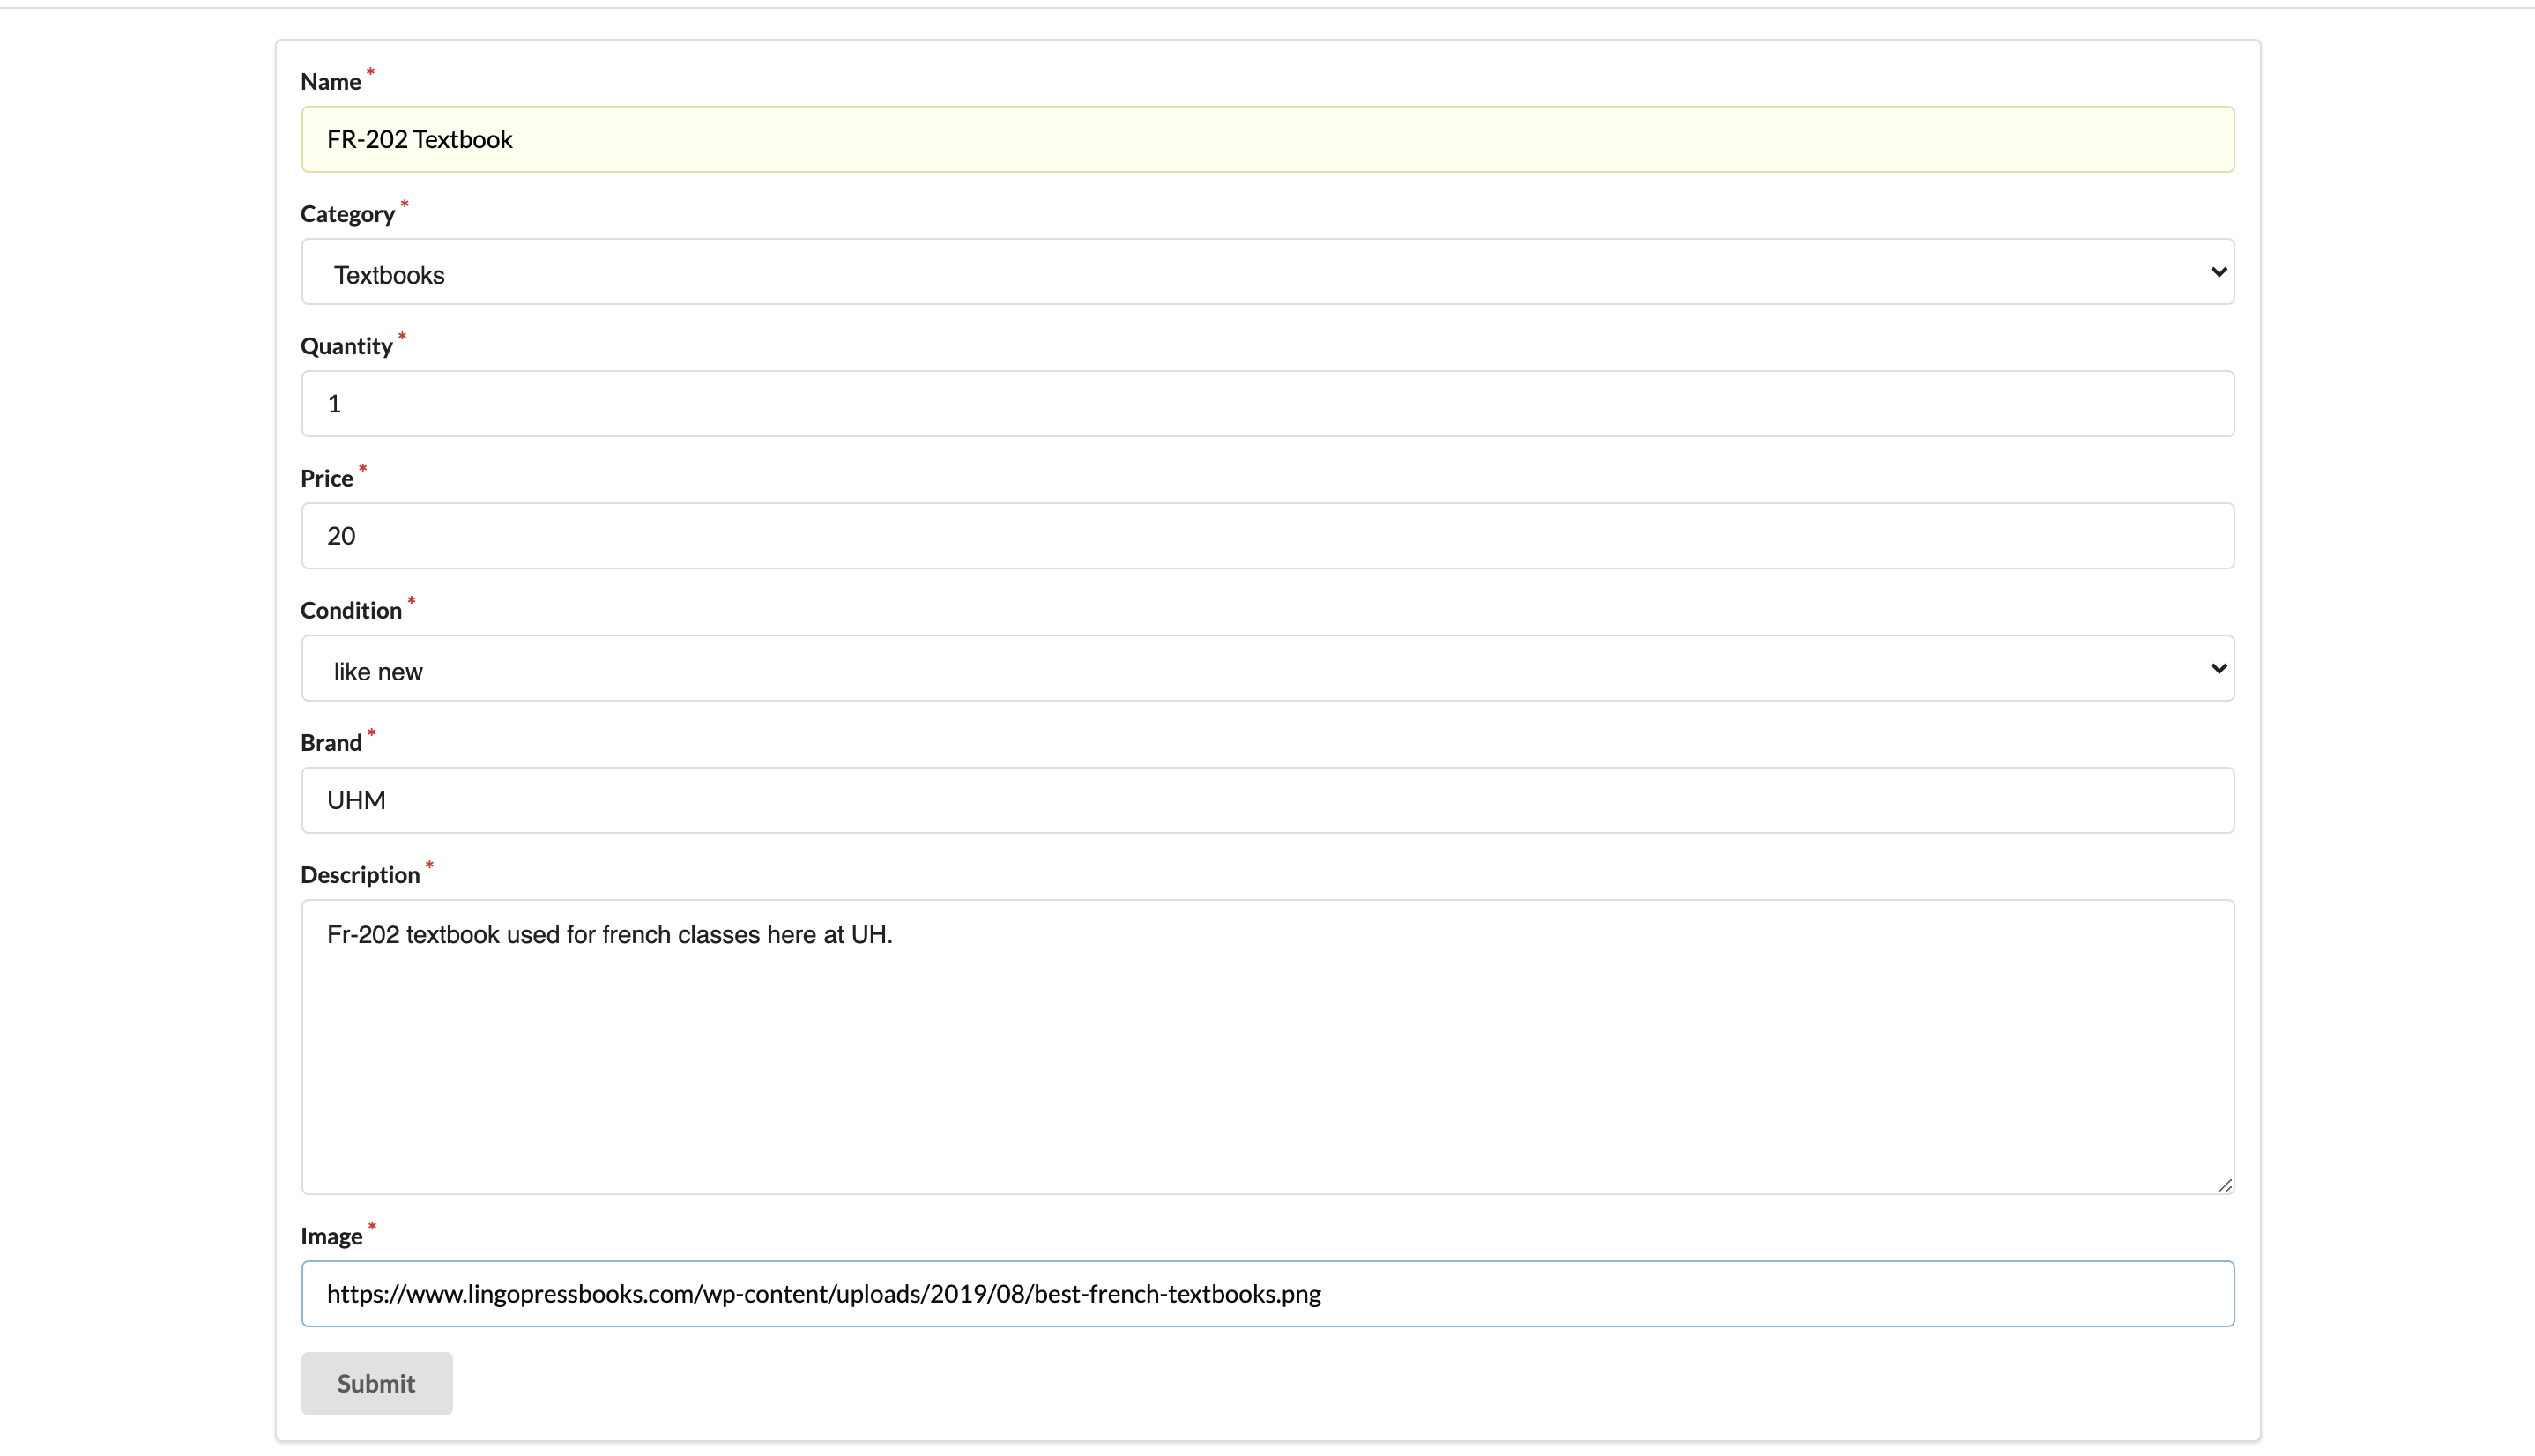 Name *
FR-202 Textbook
Category *
Textbooks
Quantity *
1
Price *
20
Condition *
like new
Brand *
UHM
Description *
Fr-202 textbook used for french classes here at UH.
Image *
https://www.lingopressbooks.com/wp-content/uploads/2019/08/best-french-textbooks.png
Submit